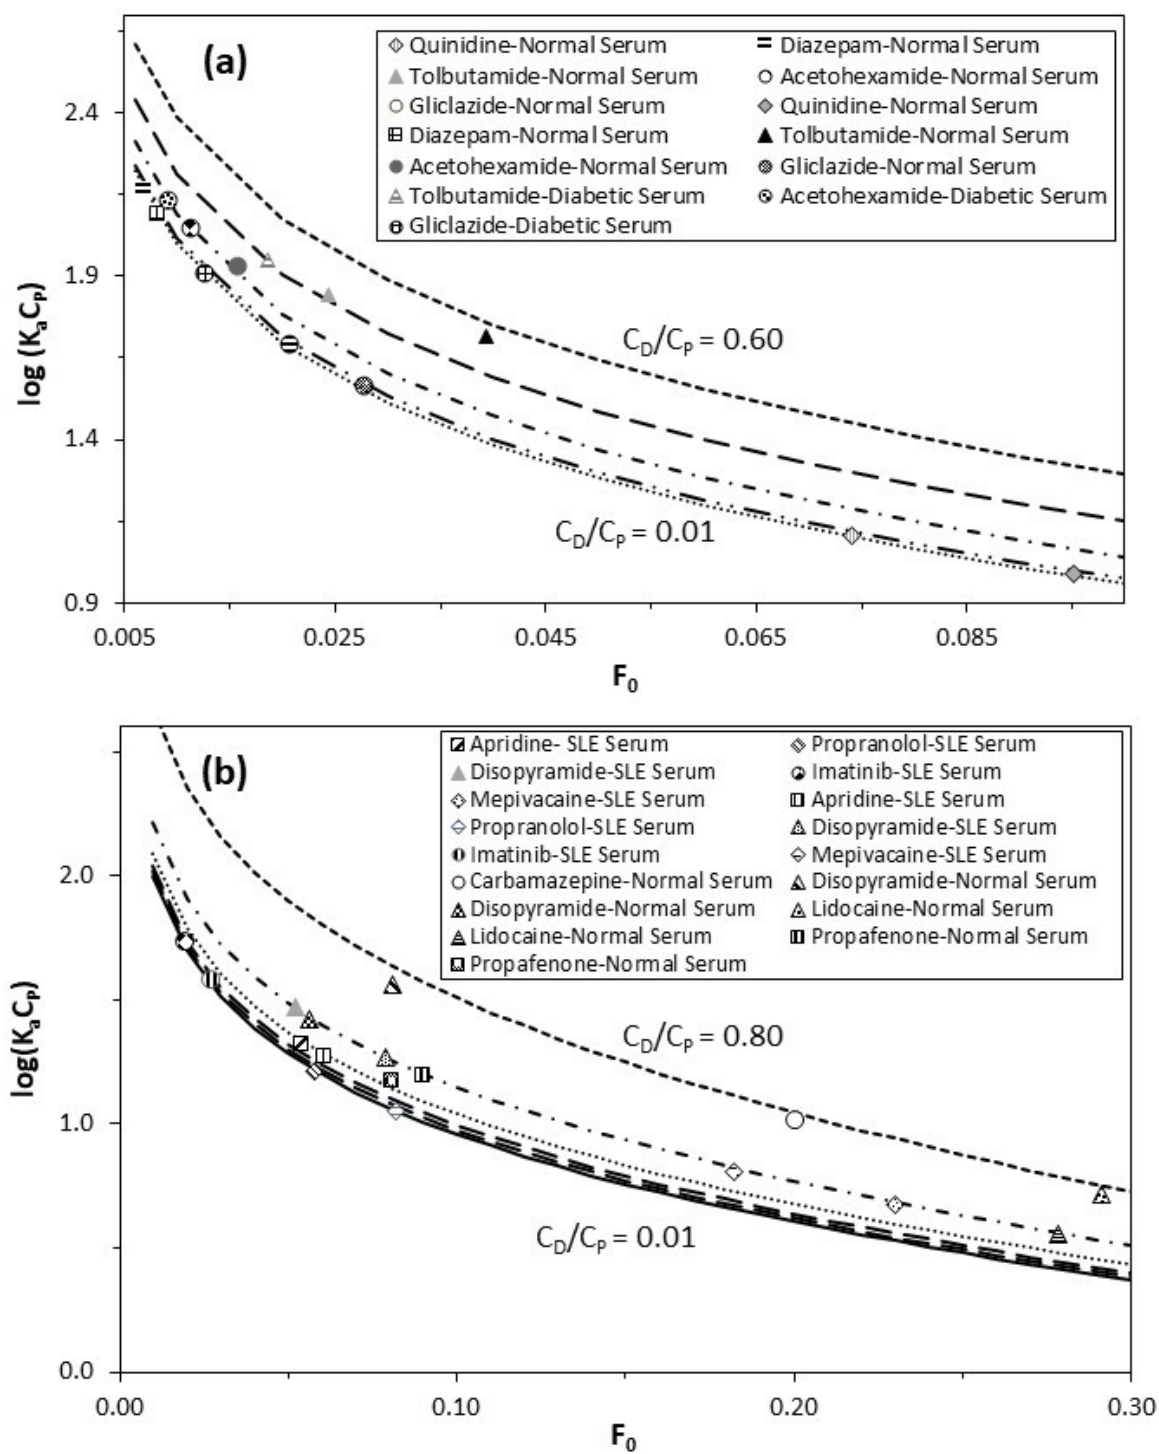 (a)
Quinidine-Normal Serum
Diazepam-Normal Serum
Tolbutamide-Normal Serum
Acetohexamide-Normal Serum
Gliclazide-Normal Serum
Quinidine-Normal Serum
Diazepam-Normal Serum
Tolbutamide-Normal Serum
Acetohexamide-Normal Serum
Gliclazide-Normal Serum
Tolbutamide-Diabetic Serum
Acetohexamide-Diabetic Serum
Gliclazide-Diabetic Serum
2.4
1.9
1.4
0.9
log (KaCP)
CD/CP = 0.60
CD/CP = 0.01
0.005
0.025
0.045
0.065
0.085
F0
(b)
Apridine- SLE Serum
Propranolol-SLE Serum
Disopyramide-SLE Serum
Imatinib-SLE Serum
Mepivacaine-SLE Serum
Apridine-SLE Serum
Propranolol-SLE Serum
Disopyramide-SLE Serum
Imatinib-SLE Serum
Mepivacaine-SLE Serum
Carbamazepine-Normal Serum
Disopyramide-Normal Serum
Disopyramide-Normal Serum
Lidocaine-Normal Serum
Lidocaine-Normal Serum
Propafenone-Normal Serum
Propafenone-Normal Serum
2.0
1.0
0.0
log(KaCP)
CD/CP = 0.80
CD/CP = 0.01
0.00
0.10
0.20
0.30
F0